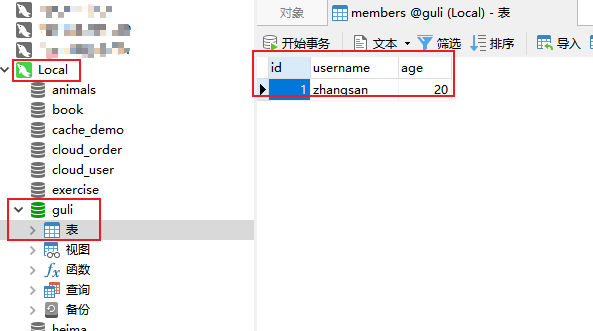 对象
members @guli (Local) - 表
开始事务
文本
筛选
排序
导入
Local
animals
book
cache_demo
cloud_order
cloud_user
exercise
guli
表
视图
fx 函数
查询
备份
heima
id username age
1 zhangsan 20